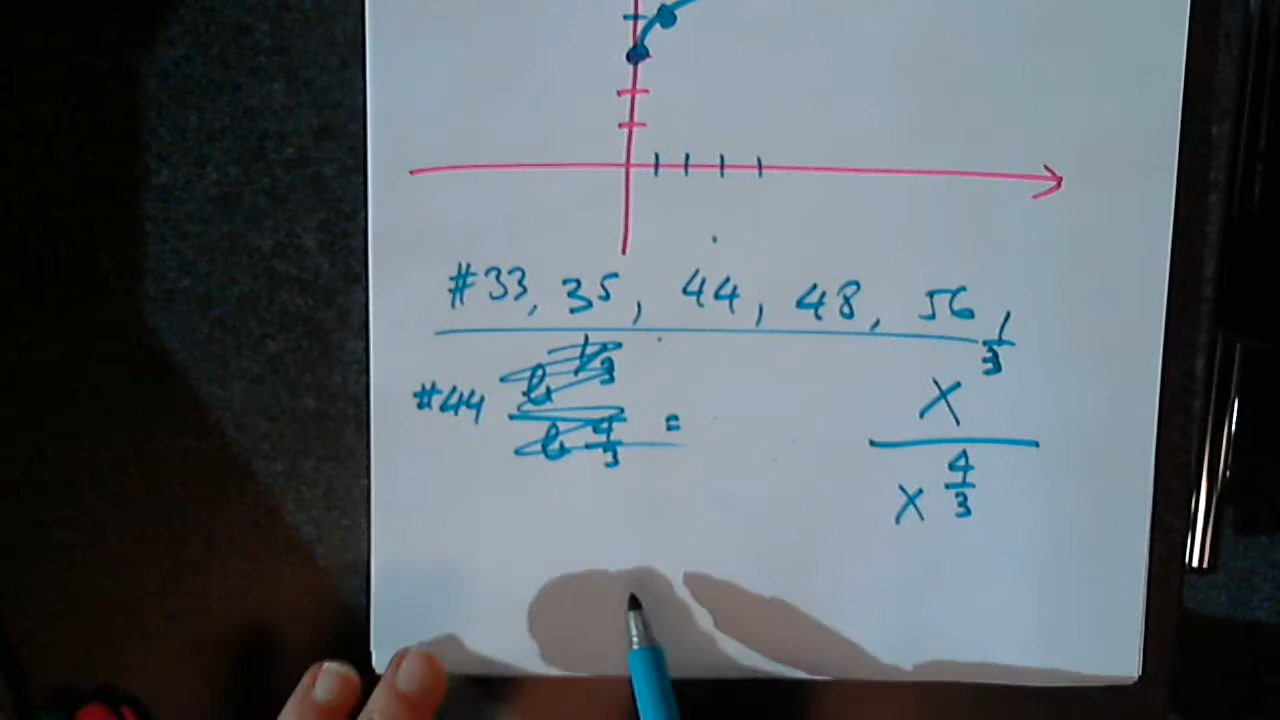 #33, 35, 44, 48, 56,
#44 =
x^(1/3)
x^(4/3)